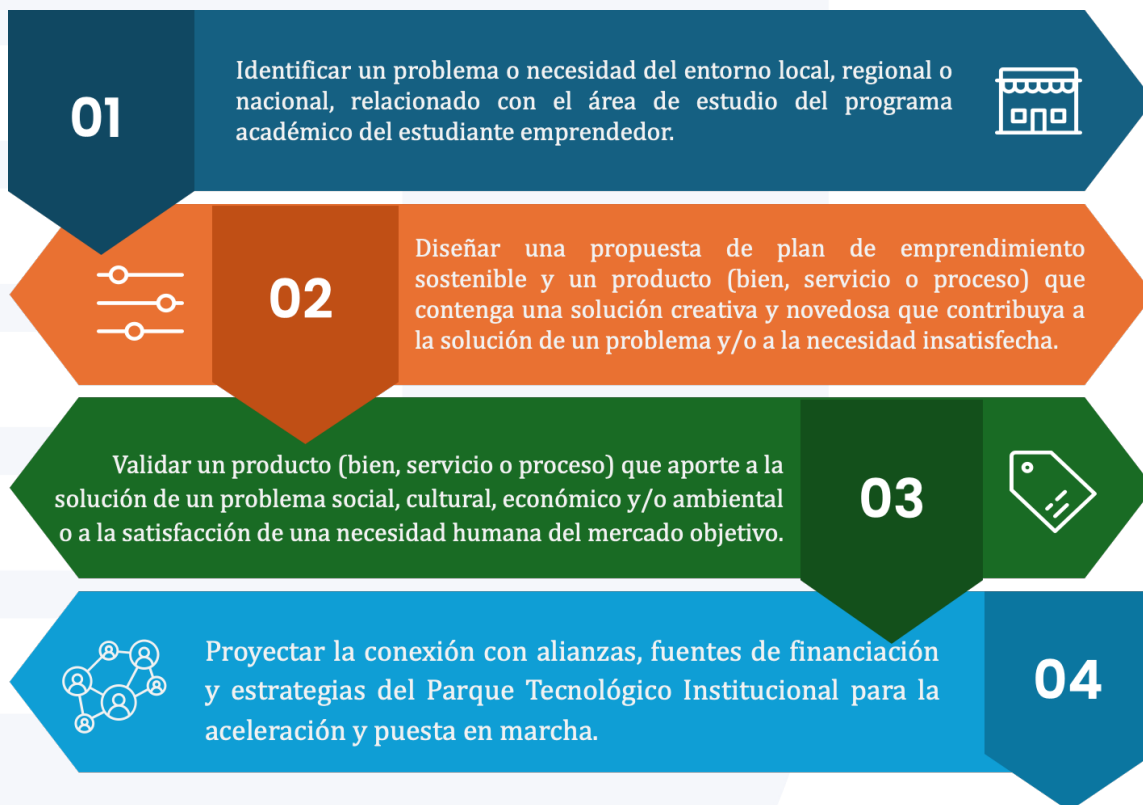 01
Identificar un problema o necesidad del entorno local, regional o
nacional, relacionado con el área de estudio del programa
académico del estudiante emprendedor.
02
Diseñar una propuesta de plan de emprendimiento
sostenible y un producto (bien, servicio o proceso) que
contenga una solución creativa y novedosa que contribuya a
la solución de un problema y/o a la necesidad insatisfecha.
Validar un producto (bien, servicio o proceso) que aporte a la
solución de un problema social, cultural, económico y/o ambiental
o a la satisfacción de una necesidad humana del mercado objetivo.
03
Proyectar la conexión con alianzas, fuentes de financiación
y estrategias del Parque Tecnológico Institucional para la
aceleración y puesta en marcha.
04